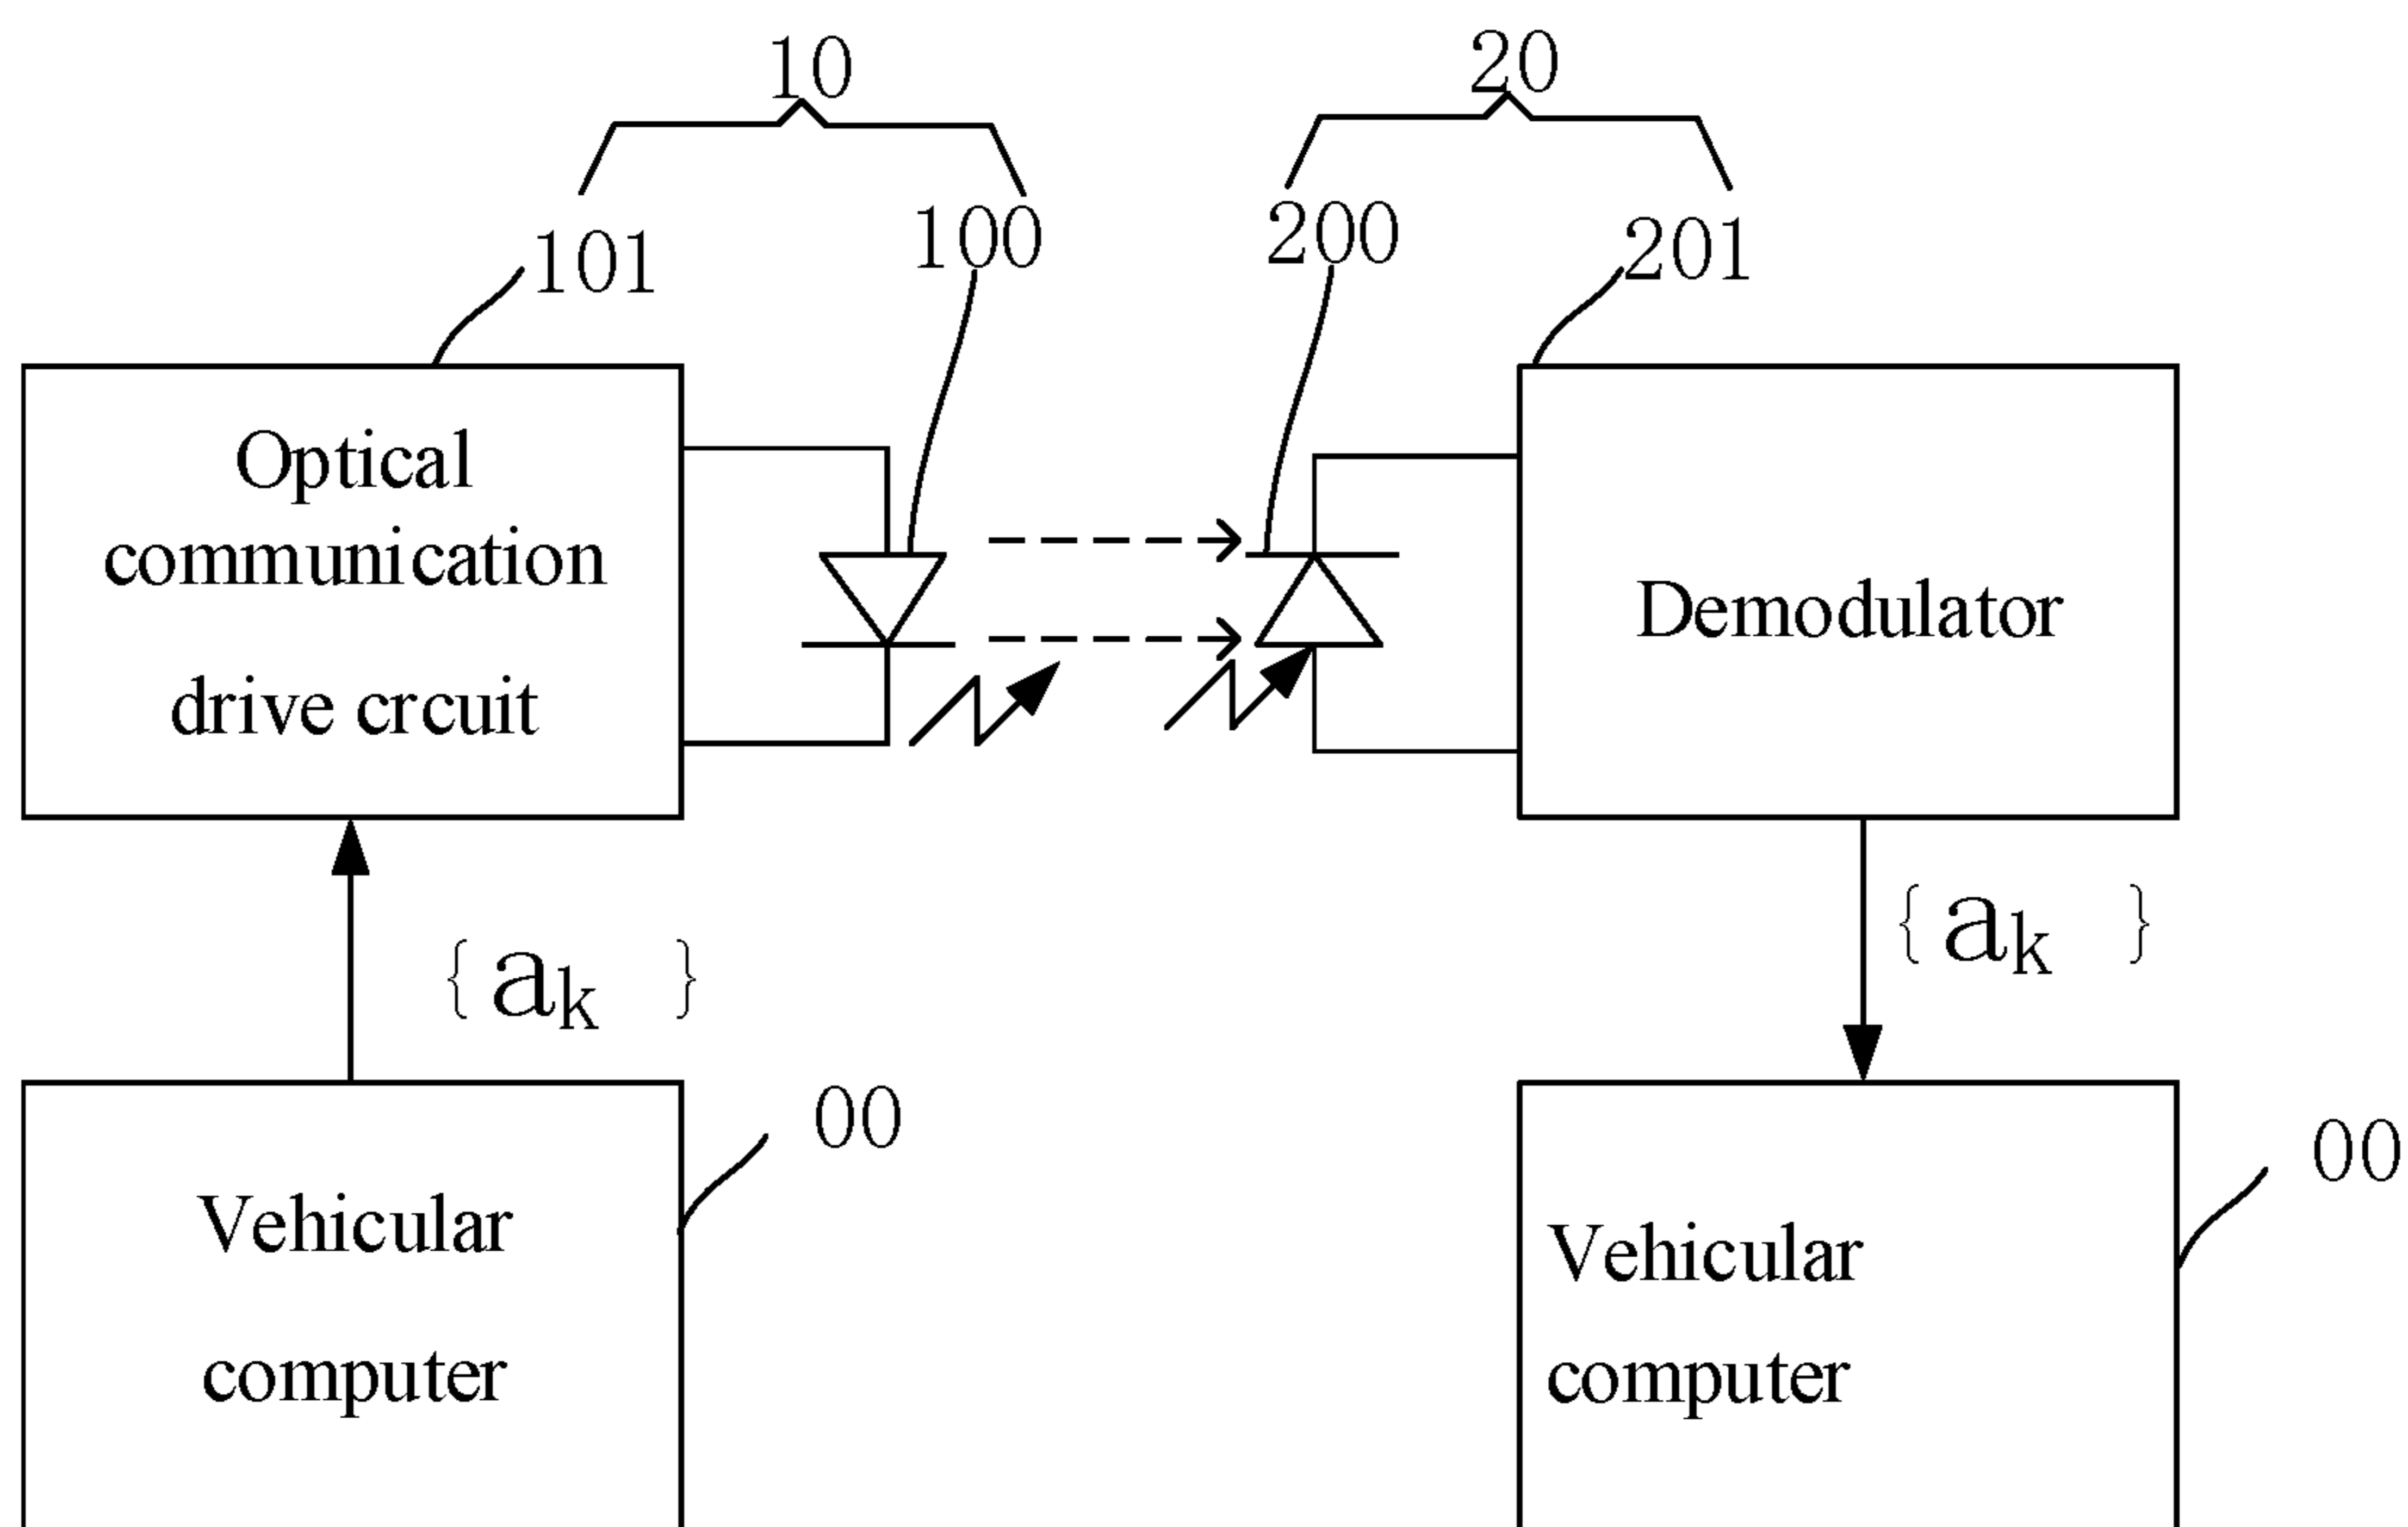 10
20
101
100
200
201
Optical
communication
drive crcuit
Demodulator
{ ak }
{ ak }
00
00
Vehicular
computer
Vehicular
computer